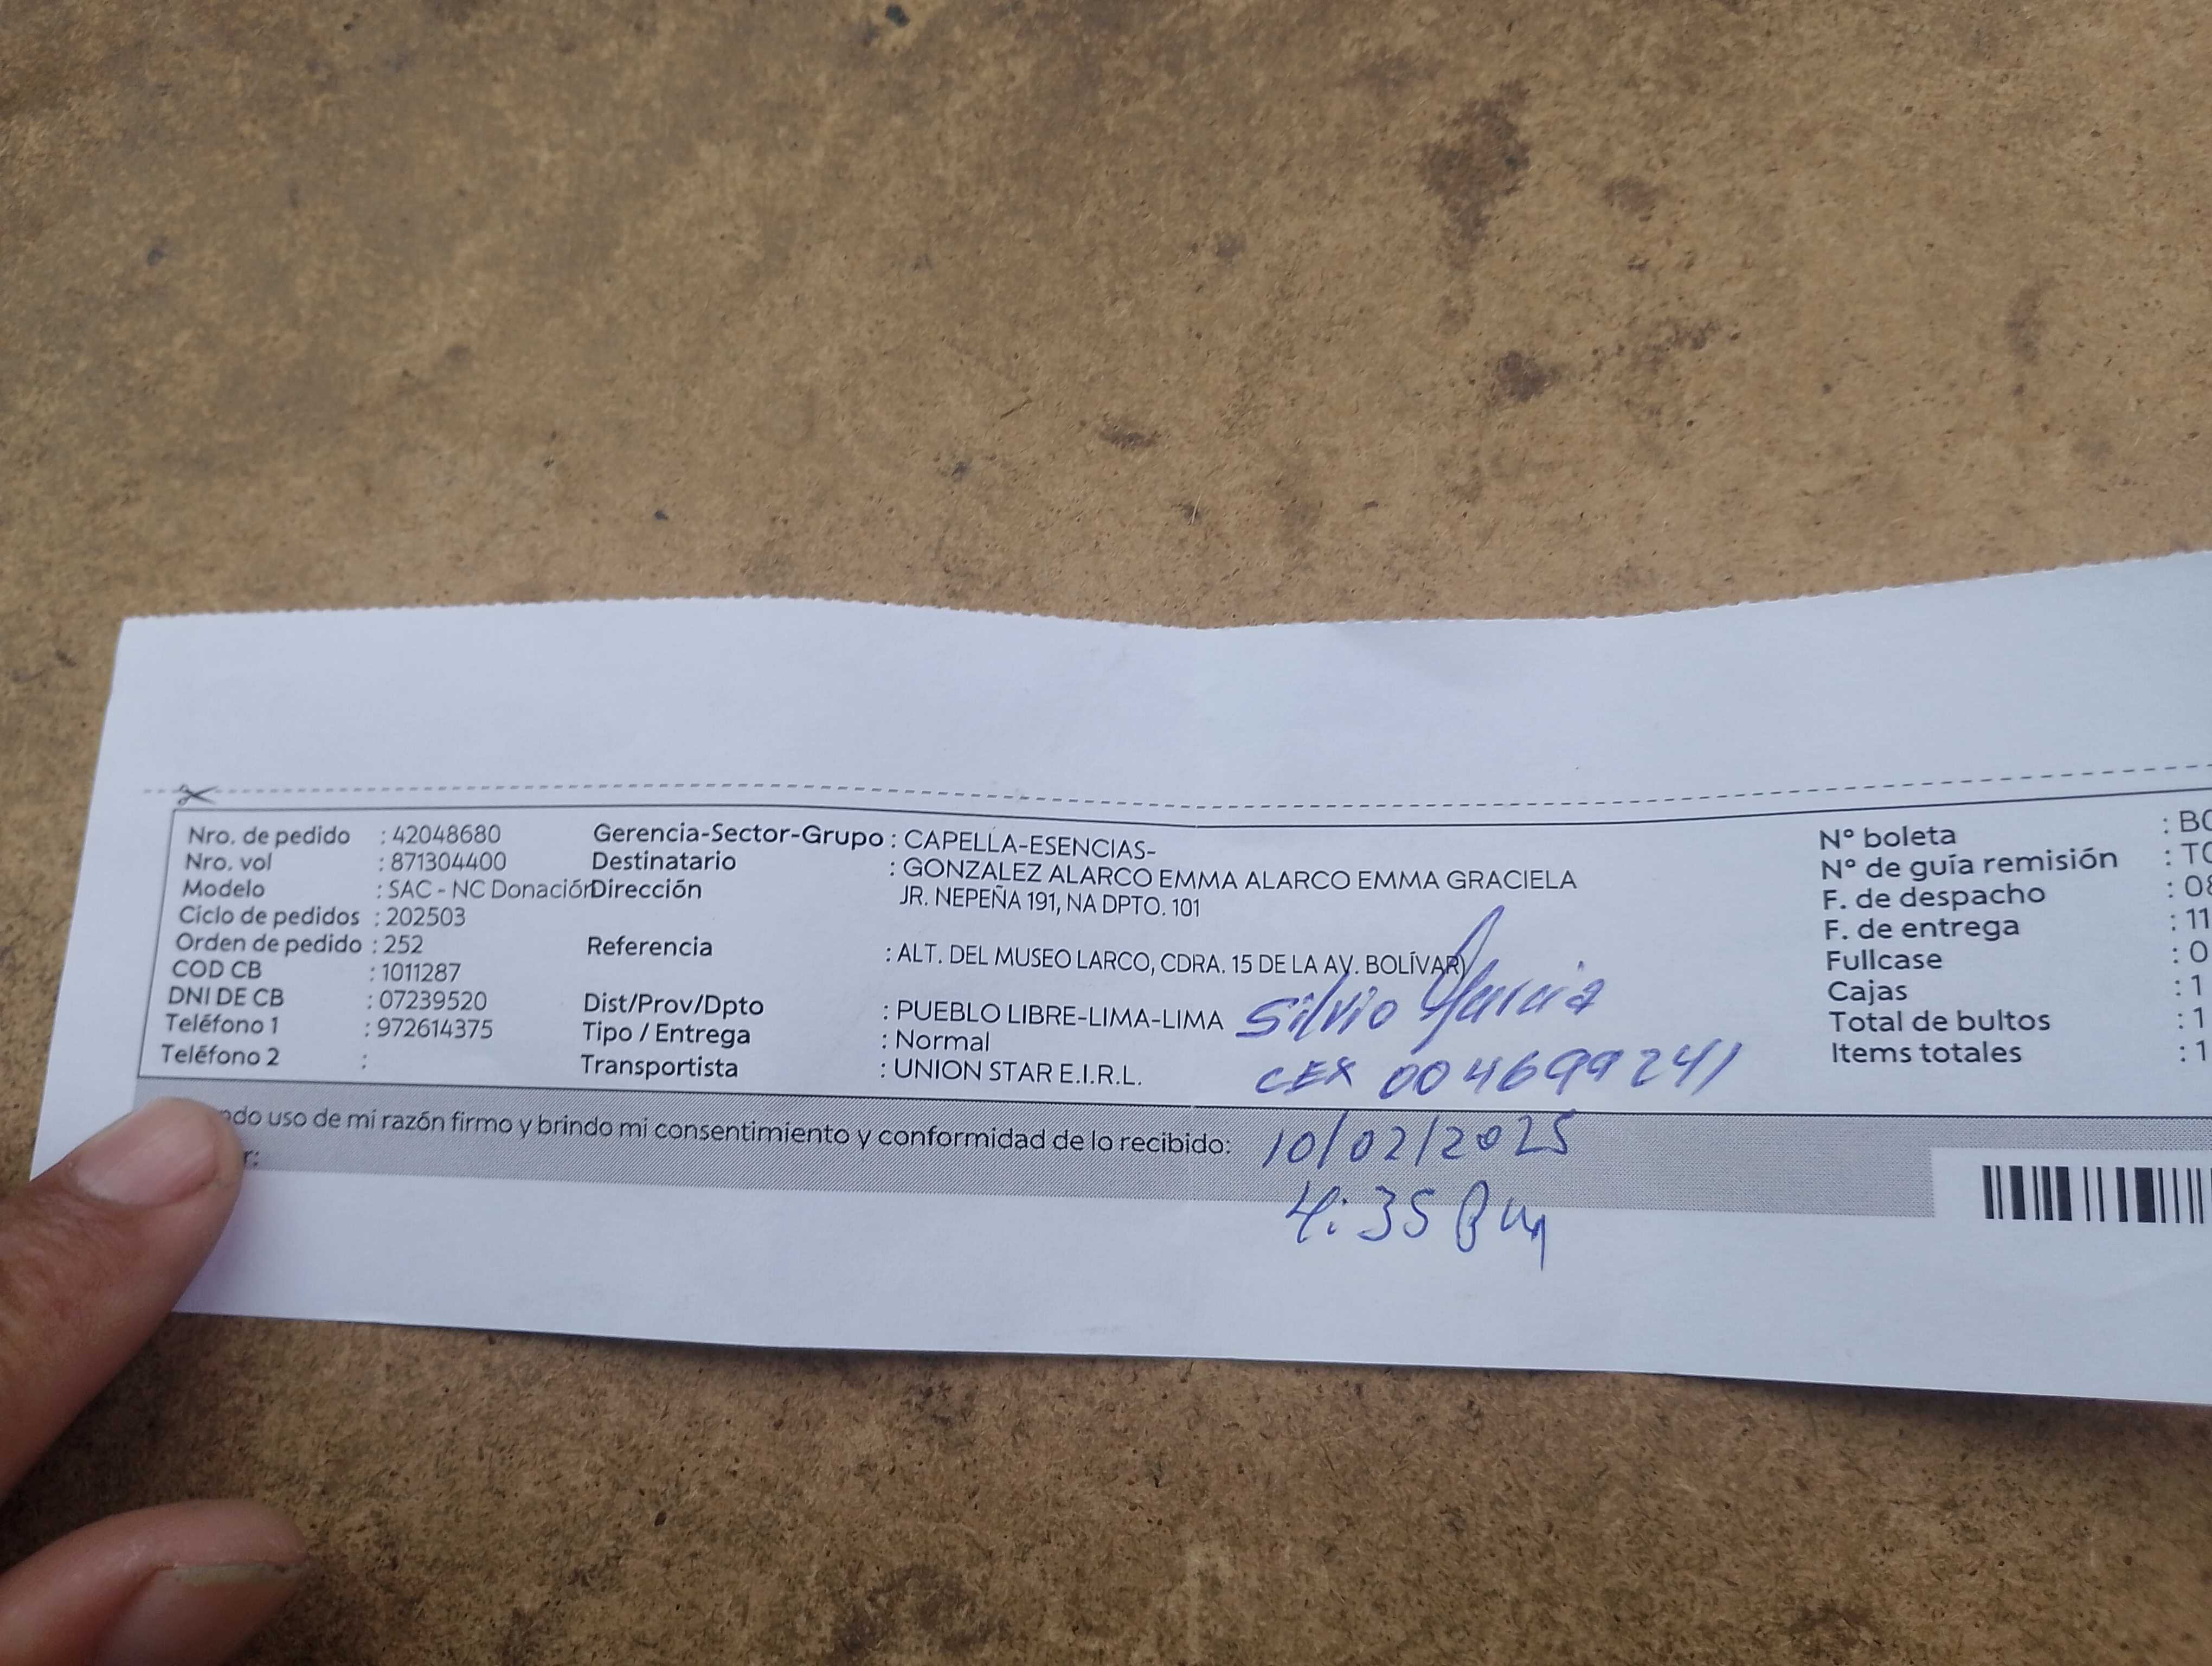 Nro. de pedido : 42048680
Nro. vol : 871304400
Modelo : SAC - NC Donación
Ciclo de pedidos : 202503
Orden de pedido : 252
COD CB : 1011287
DNI DE CB : 07239520
Teléfono 1 : 972614375
Teléfono 2 :
Gerencia-Sector-Grupo : CAPELLA-ESENCIAS-
Destinatario : GONZALEZ ALARCO EMMA ALARCO EMMA GRACIELA
Dirección JR. NEPEÑA 191, NA DPTO. 101
Referencia : ALT. DEL MUSEO LARCO, CDRA. 15 DE LA AV. BOLÍVAR)
Dist/Prov/Dpto : PUEBLO LIBRE-LIMA-LIMA
Tipo / Entrega : Normal
Transportista : UNION STAR E.I.R.L.
Silvio Garcia
CEX 004699241
N° boleta : B
N° de guía remisión : T
F. de despacho : 0
F. de entrega : 11
Fullcase : 0
Cajas : 1
Total de bultos : 1
Items totales : 1
ndo uso de mi razón firmo y brindo mi consentimiento y conformidad de lo recibido: 10/02/2025
r:
4:35 pm